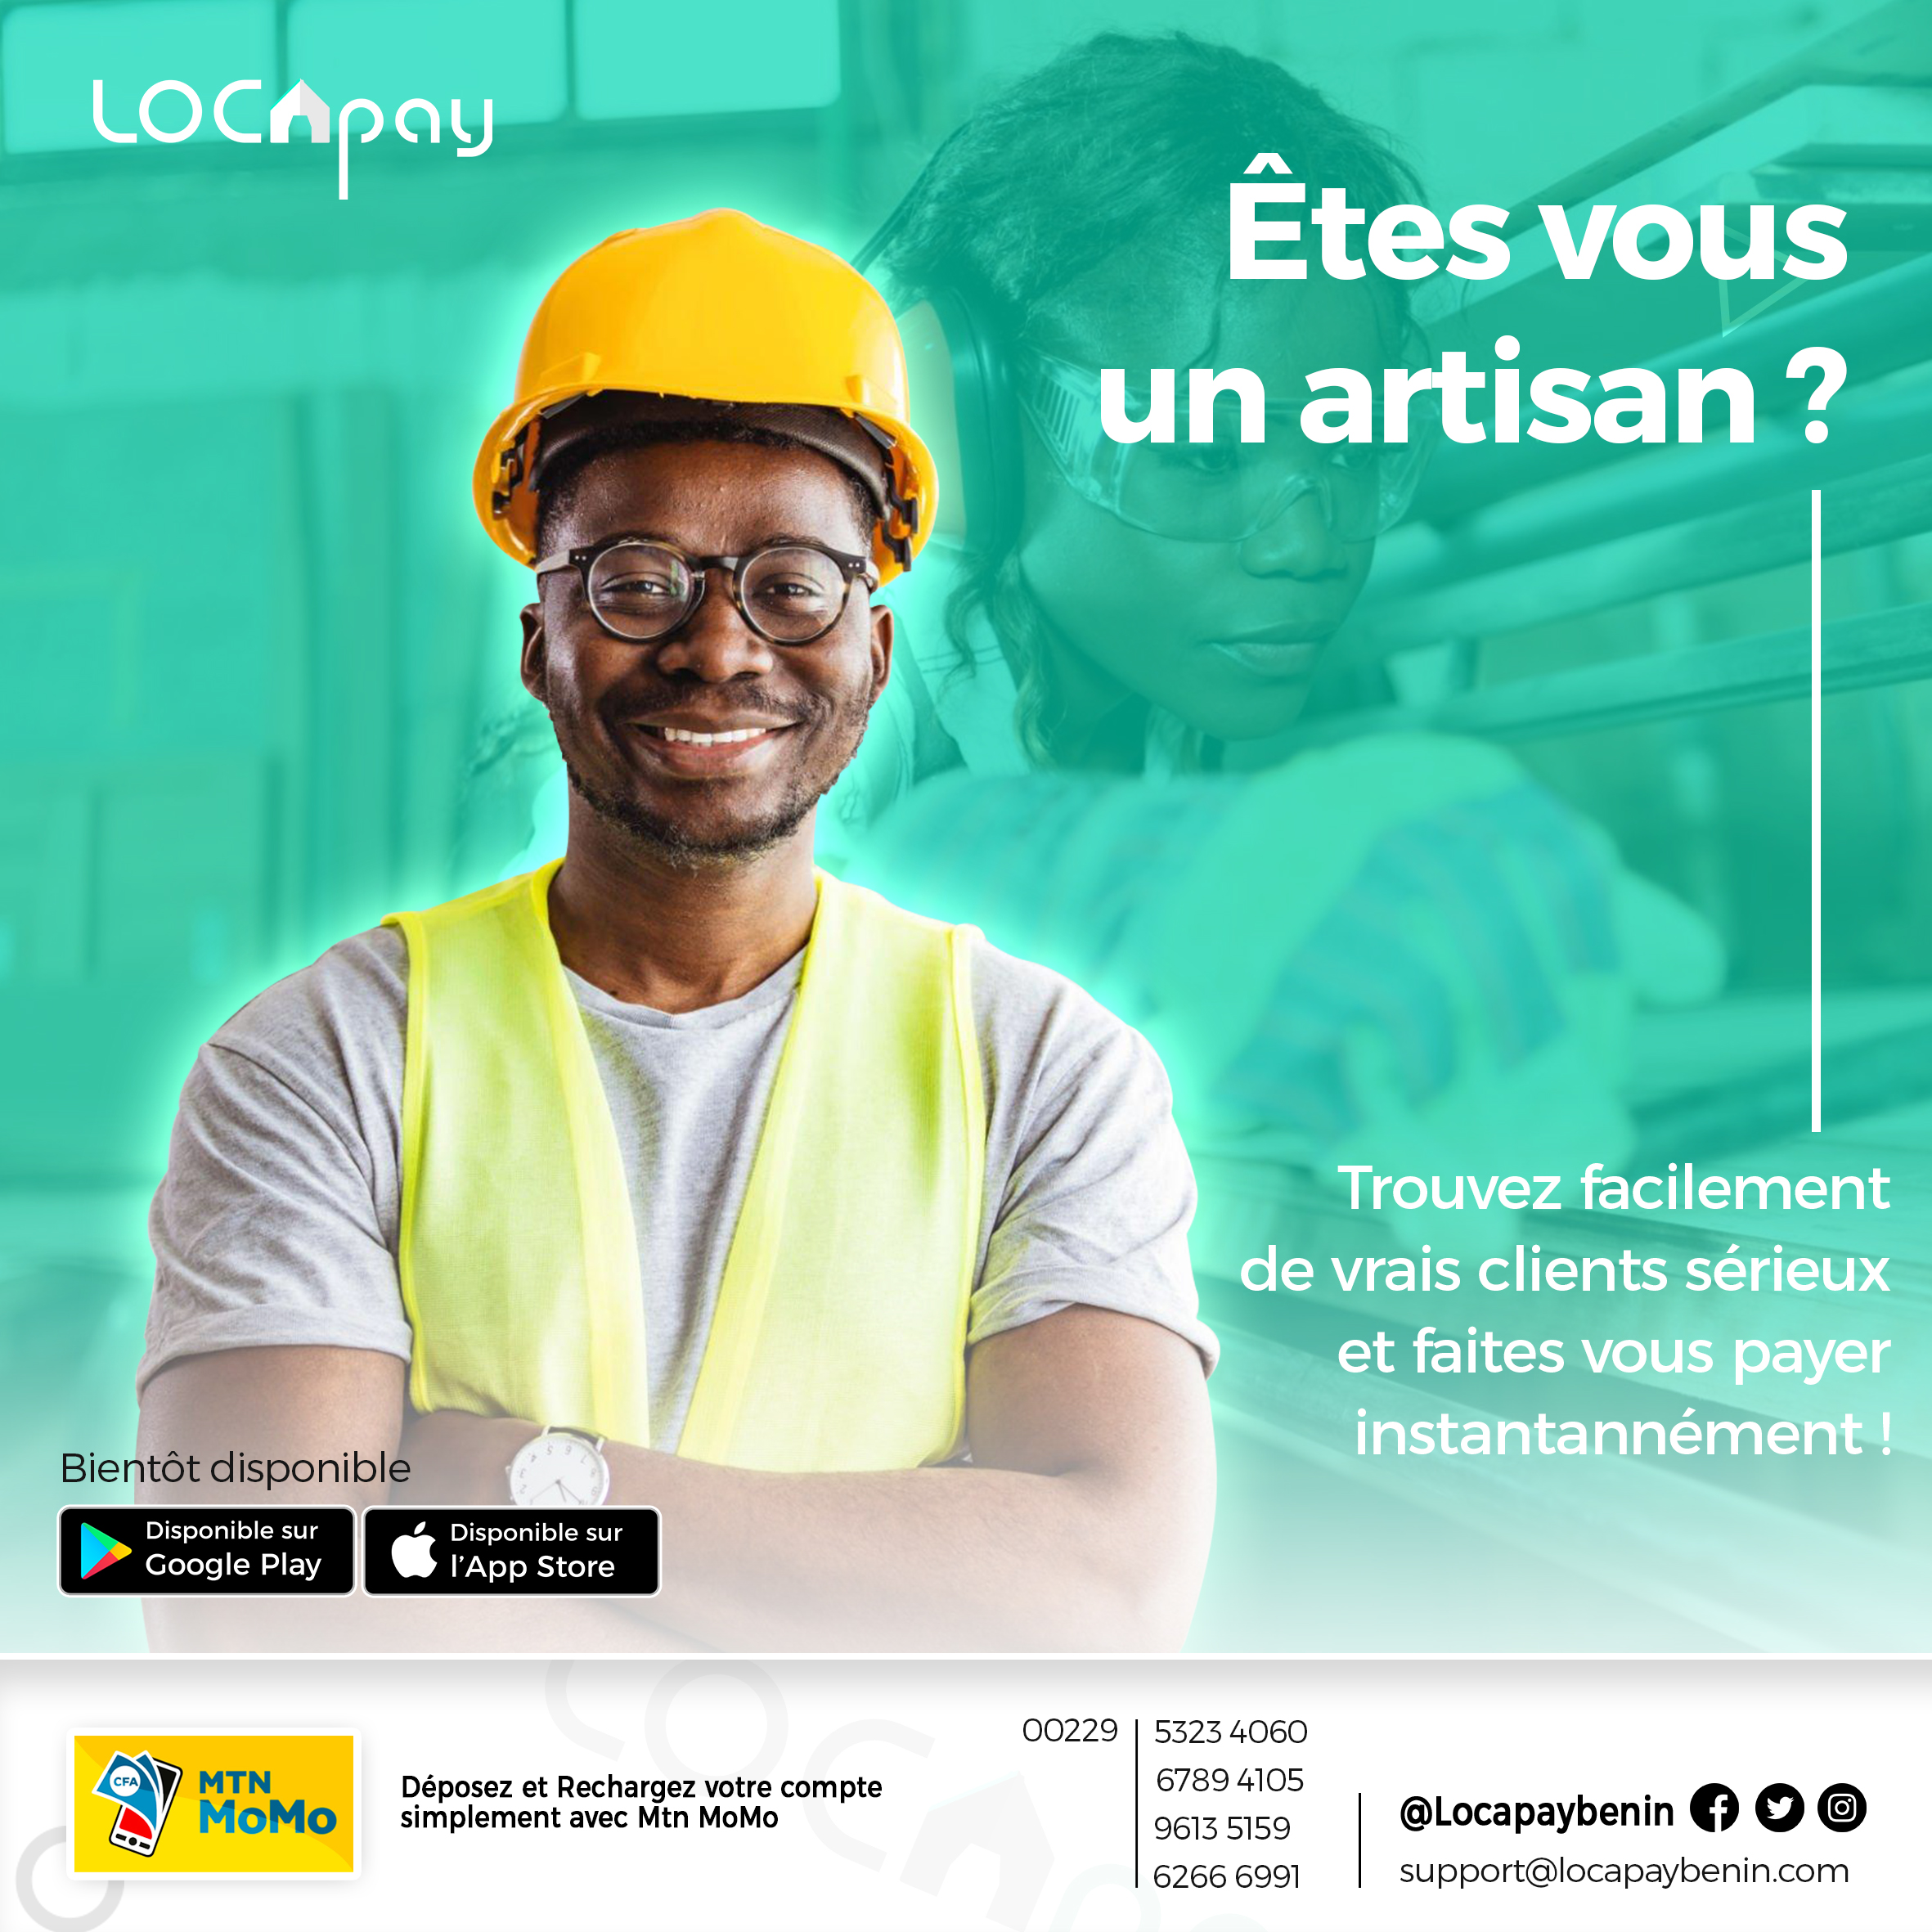 LOCApay
Êtes vous
un artisan ?
Trouvez facilement
de vrais clients sérieux
et faites vous payer
instantannément !
Bientôt disponible
Disponible sur
Google Play
Disponible sur
l'App Store
CFA
MTN
MoMo
Déposez et Rechargez votre compte
simplement avec Mtn MoMo
00229
5323 4060
6789 4105
9613 5159
6266 6991
@Locapaybenin
support@locapaybenin.com